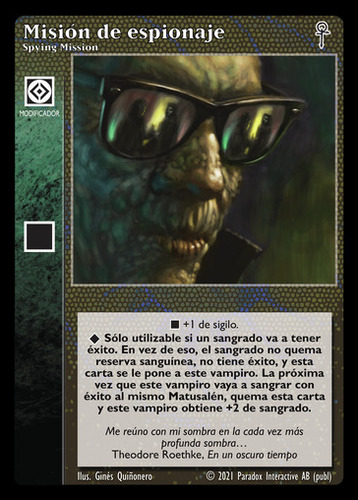 Misión de espionaje
Spying Mission
MODIFICADOR
+1 de sigilo.
Sólo utilizable si un sangrado va a tener
éxito. En vez de eso, el sangrado no quema
reserva sanguínea, no tiene éxito, y esta
carta se le pone a este vampiro. La próxima
vez que este vampiro vaya a sangrar con
éxito al mismo Matusalén, quema esta carta
y este vampiro obtiene +2 de sangrado.
Me reúno con mi sombra en la cada vez más
profunda sombra…
Theodore Roethke, En un oscuro tiempo
Ilus. Ginés Quiñonero
© 2021 Paradox Interactive AB (publ)